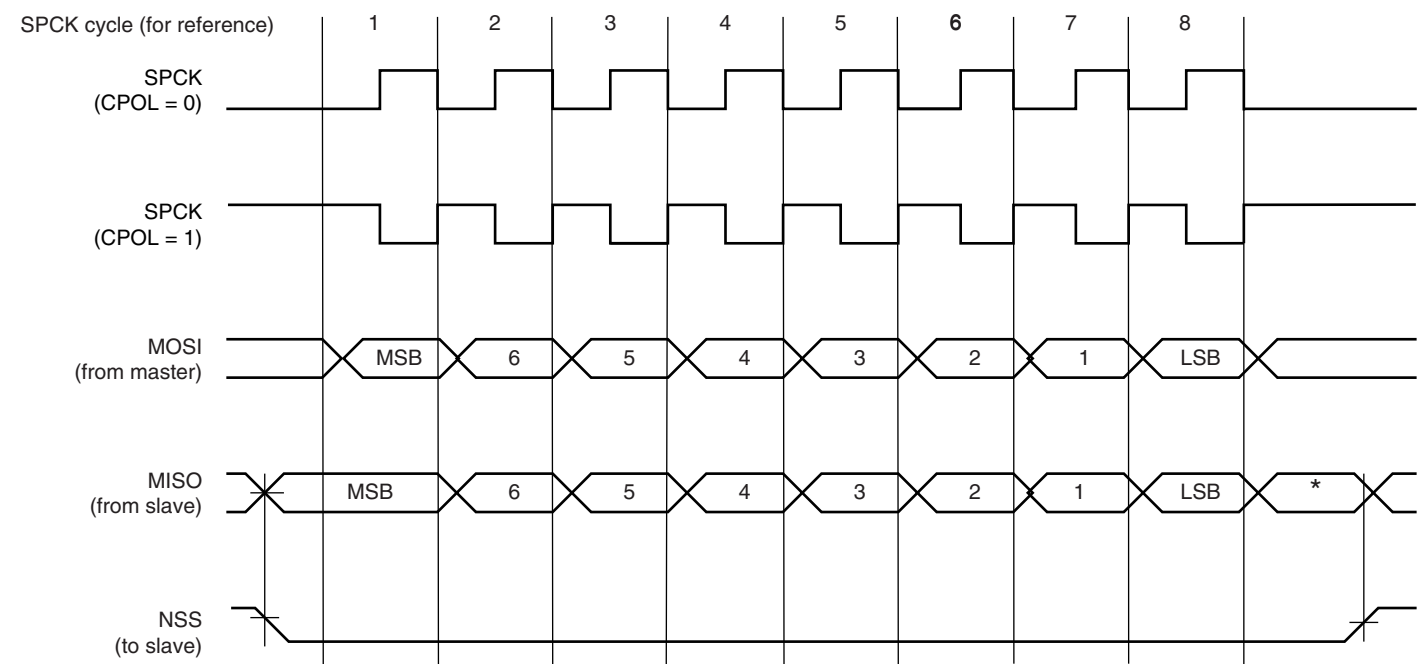 SPCK cycle (for reference) 1 2 3 4 5 6 7 8
SPCK
(CPOL = 0)
SPCK
(CPOL = 1)
MOSI
(from master)
MSB 6 5 4 3 2 1 LSB
MISO
(from slave)
MSB 6 5 4 3 2 1 LSB *
NSS
(to slave)